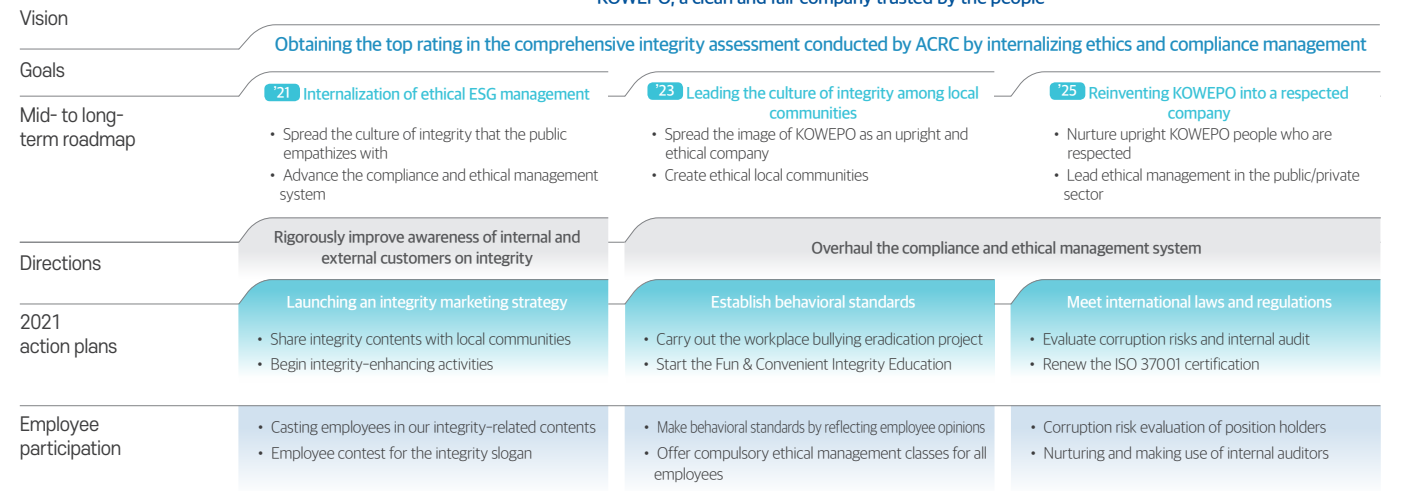 KOWEPO, a clean and fair company trusted by the people
Vision
Obtaining the top rating in the comprehensive integrity assessment conducted by ACRC by internalizing ethics and compliance management
Goals
Mid- to long-
term roadmap
'21 Internalization of ethical ESG management
• Spread the culture of integrity that the public
empathizes with
• Advance the compliance and ethical management
system
'23 Leading the culture of integrity among local
communities
• Spread the image of KOWEPO as an upright and
ethical company
• Create ethical local communities
'25 Reinventing KOWEPO into a respected
company
• Nurture upright KOWEPO people who are
respected
• Lead ethical management in the public/private
sector
Directions
Rigorously improve awareness of internal and
external customers on integrity
Overhaul the compliance and ethical management system
2021
action plans
Launching an integrity marketing strategy
• Share integrity contents with local communities
• Begin integrity-enhancing activities
Establish behavioral standards
• Carry out the workplace bullying eradication project
• Start the Fun & Convenient Integrity Education
Meet international laws and regulations
• Evaluate corruption risks and internal audit
• Renew the ISO 37001 certification
Employee
participation
• Casting employees in our integrity-related contents
• Employee contest for the integrity slogan
• Make behavioral standards by reflecting employee opinions
• Offer compulsory ethical management classes for all
employees
• Corruption risk evaluation of position holders
• Nurturing and making use of internal auditors